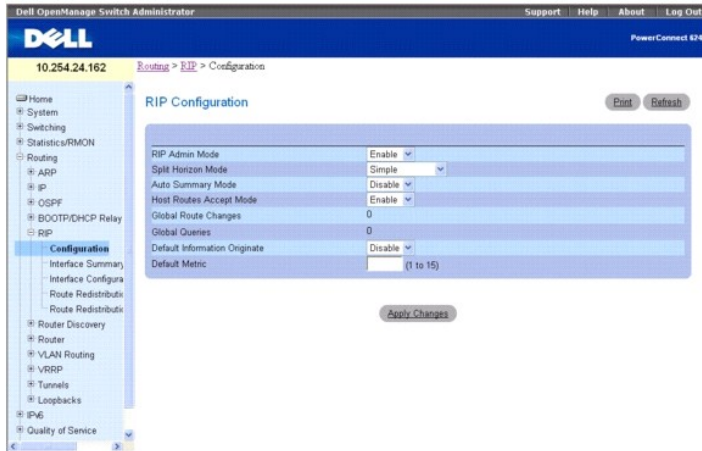 Dell OpenManage Switch Administrator
Support Help About Log Out
DELL
PowerConnect 624
10.254.24.162
Routing > RIP > Configuration
Home
System
Switching
Statistics/RMON
Routing
ARP
IP
OSPF
BOOTP/DHCP Relay
RIP
Configuration
Interface Summary
Interface Configura
Route Redistributi
Route Redistributi
Router Discovery
Router
VLAN Routing
VRRP
Tunnels
Loopbacks
IPv6
Quality of Service
RIP Configuration
Print Refresh
RIP Admin Mode Enable
Split Horizon Mode Simple
Auto Summary Mode Disable
Host Routes Accept Mode Enable
Global Route Changes 0
Global Queries 0
Default Information Originate Disable
Default Metric (1 to 15)
Apply Changes